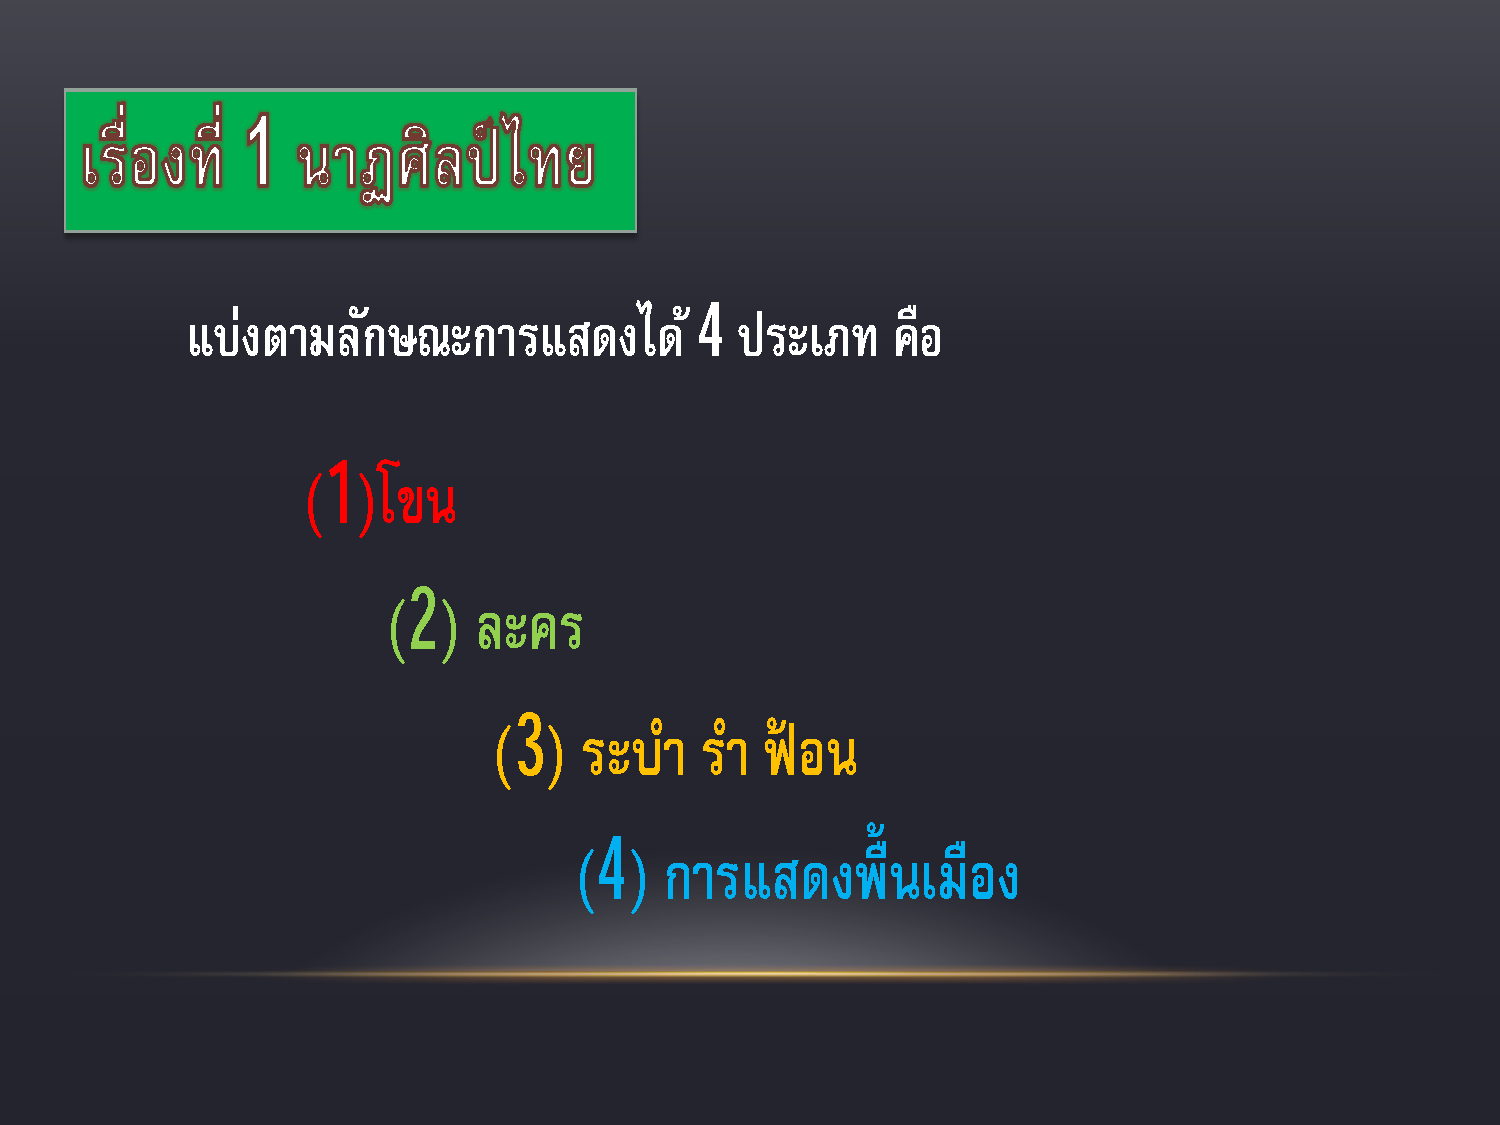 เรื่องที่ 1 นาฏศิลป์ไทย
แบ่งตามลักษณะการแสดงได้ 4 ประเภท คือ
(1)โขน
(2) ละคร
(3) ระบำ รำ ฟ้อน
(4) การแสดงพื้นเมือง